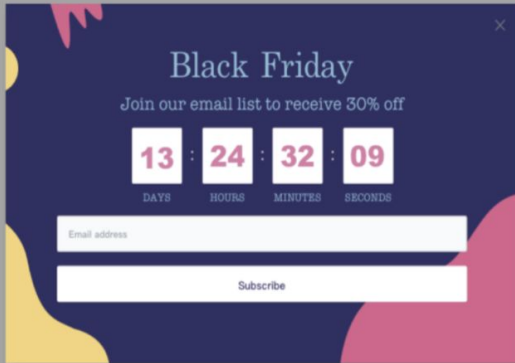 Black Friday
Join our email list to receive 30% off
13 : 24 : 32 : 09
DAYS HOURS MINUTES SECONDS
Email address
Subscribe